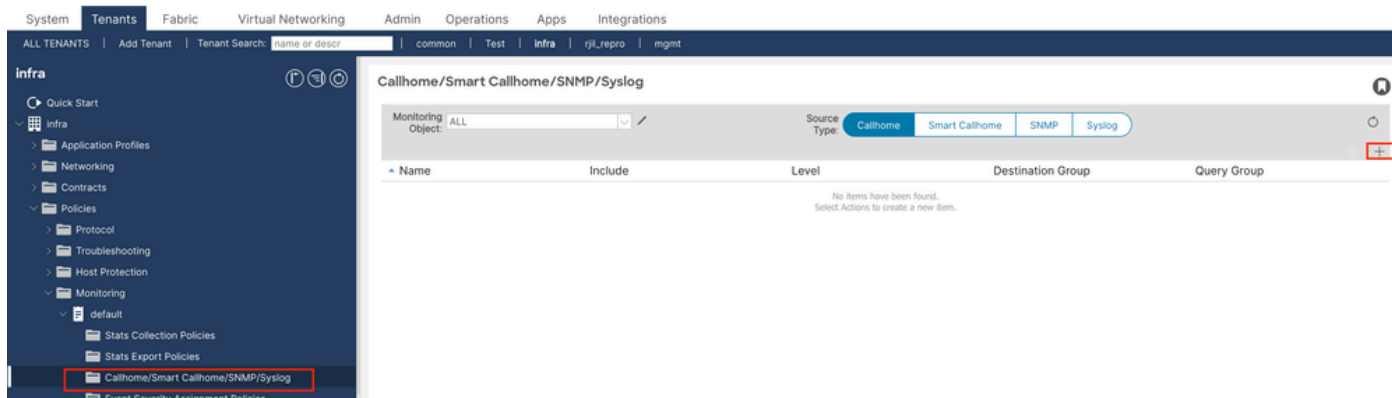 System Tenants Fabric Virtual Networking Admin Operations Apps Integrations
ALL TENANTS | Add Tenant | Tenant Search: name or descr | common | Test | infra | rjil_repro | mgmt
infra
Quick Start
infra
Application Profiles
Networking
Contracts
Policies
Protocol
Troubleshooting
Host Protection
Monitoring
default
Stats Collection Policies
Stats Export Policies
Callhome/Smart Callhome/SNMP/Syslog
Event Severity Assignment Policies
Callhome/Smart Callhome/SNMP/Syslog
Monitoring Object: ALL
Source Type: Callhome Smart Callhome SNMP Syslog
Name Include Level Destination Group Query Group
No items have been found.
Select Actions to create a new item.